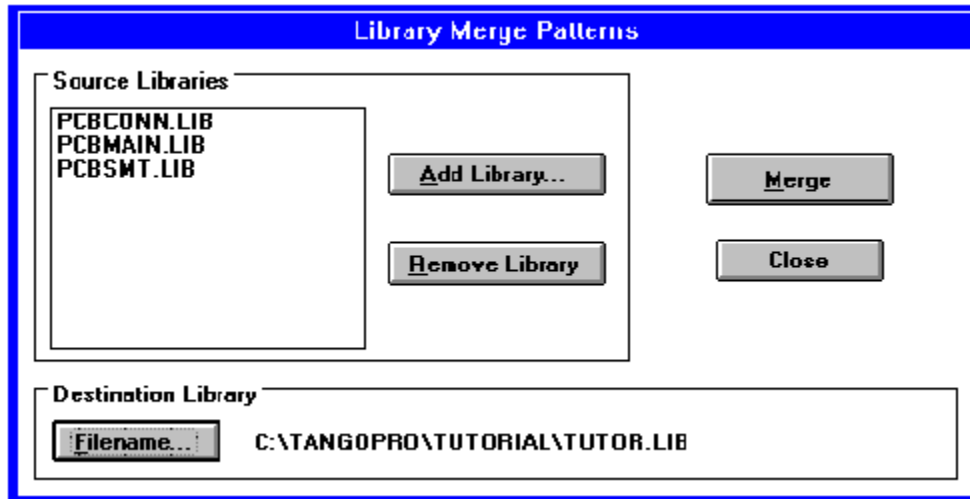 Library Merge Patterns
Source Libraries
PCBCONN.LIB
PCBMAIN.LIB
PCBSMT.LIB
Add Library...
Remove Library
Merge
Close
Destination Library
Filename... C:\TANGOPRO\TUTORIAL\TUTOR.LIB